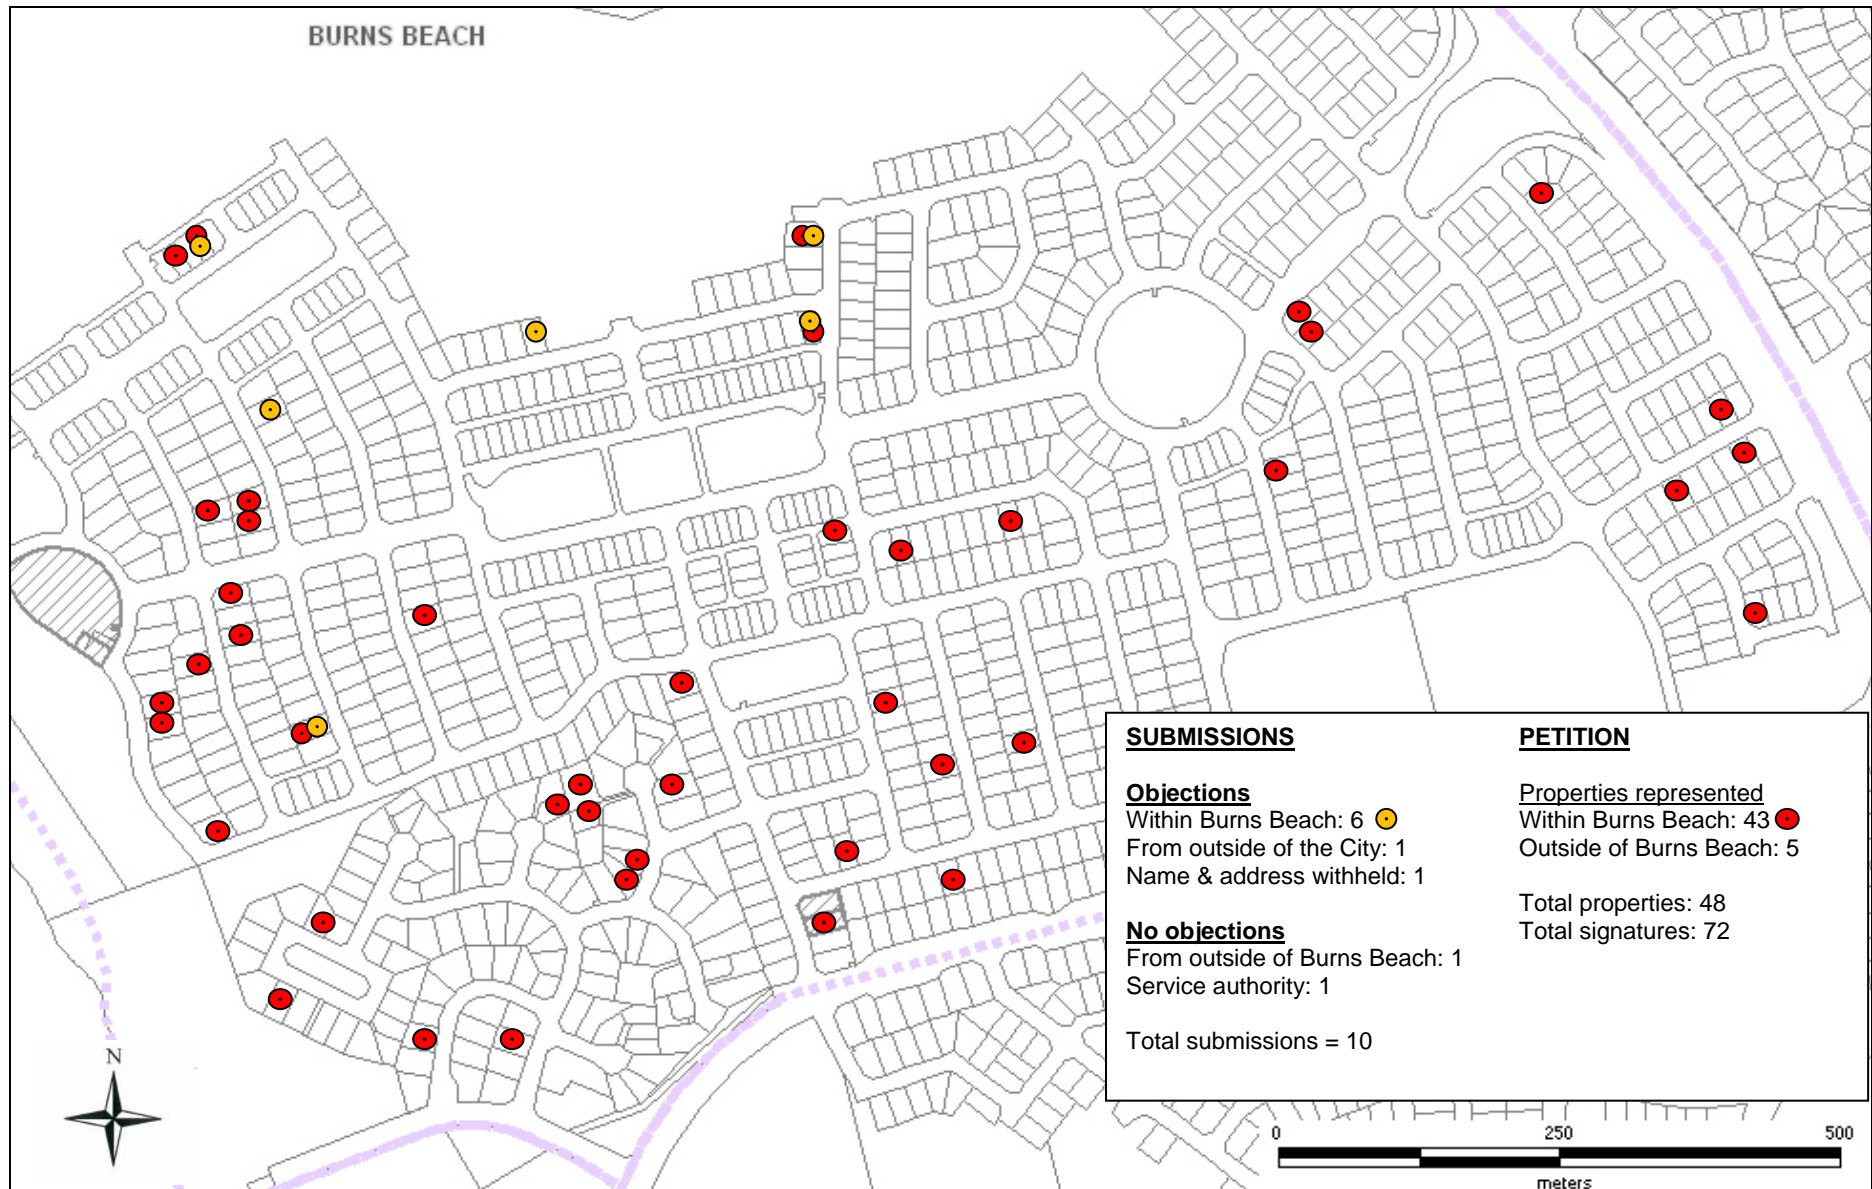 BURNS BEACH
SUBMISSIONS
Objections
Within Burns Beach: 6
From outside of the City: 1
Name & address withheld: 1
No objections
From outside of Burns Beach: 1
Service authority: 1
Total submissions = 10
PETITION
Properties represented
Within Burns Beach: 43
Outside of Burns Beach: 5
Total properties: 48
Total signatures: 72
N
0 250 500
meters